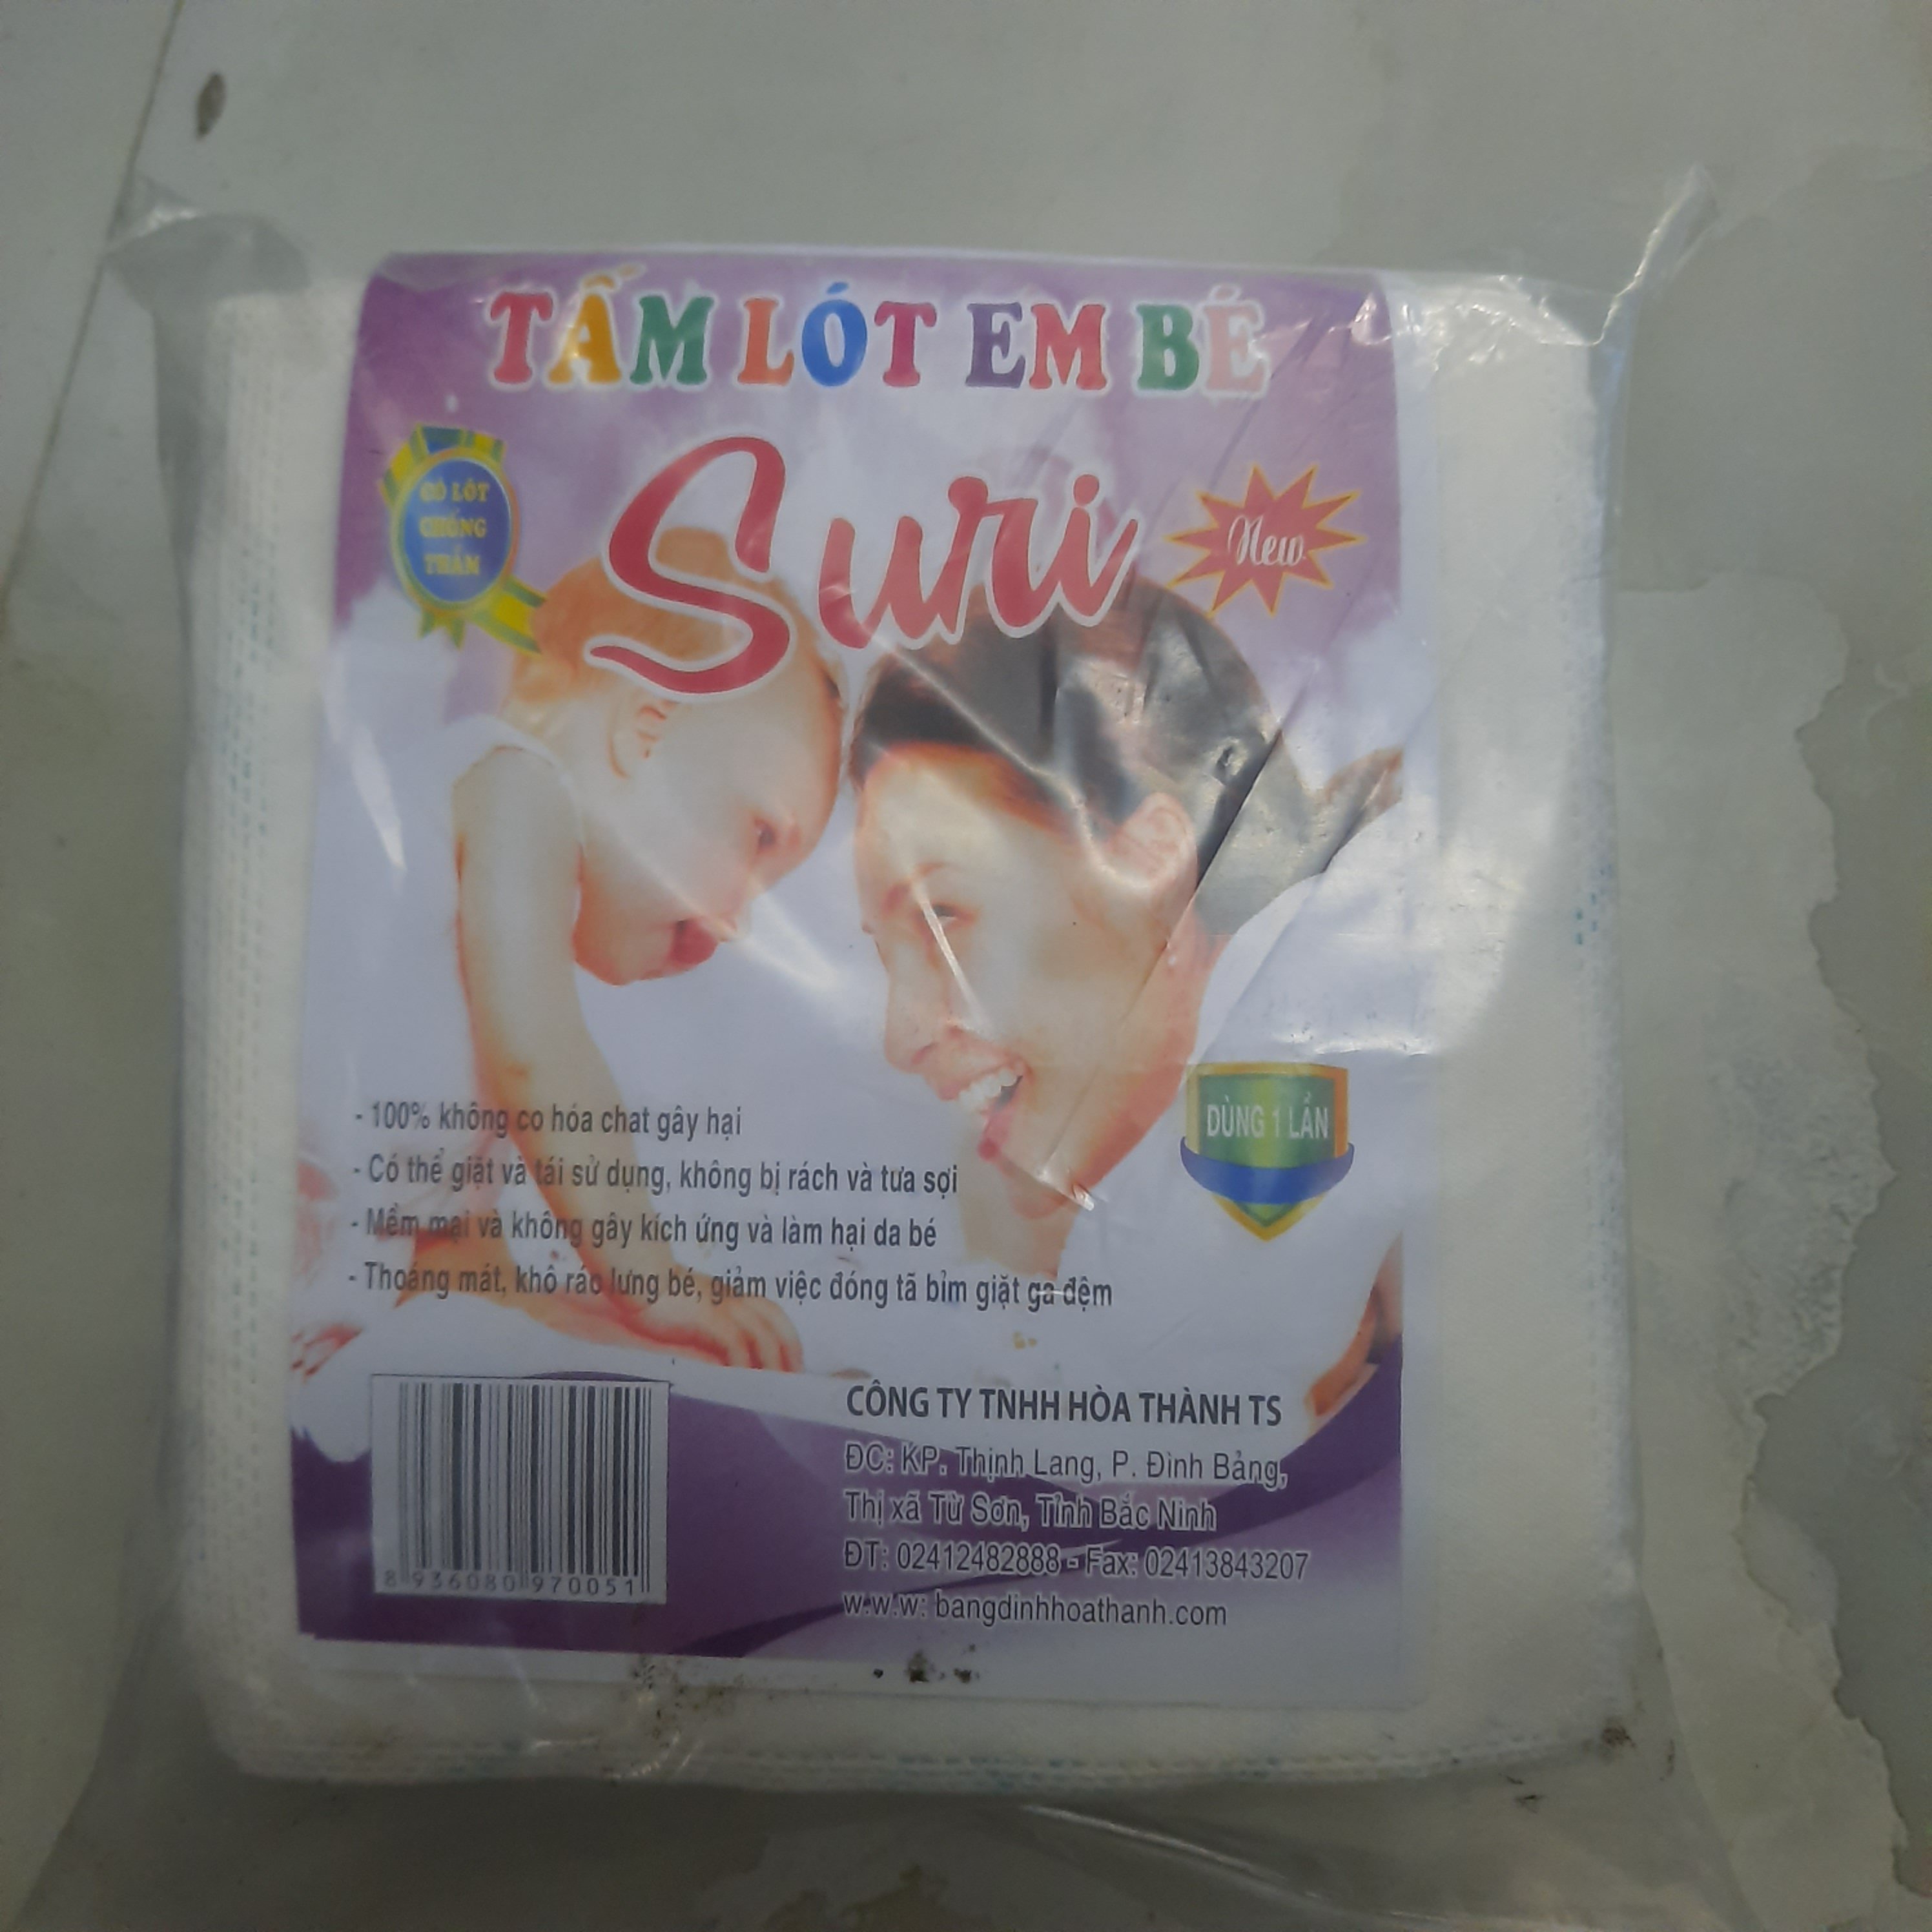 TẤM LÓT EM BÉ
Suri
CÓ LÓT
CHỐNG
THẤM
New
- 100% không co hóa chat gây hại
- Có thể giặt và tái sử dụng, không bị rách và tưa sợi
- Mềm mại và không gây kích ứng và làm hại da bé
- Thoáng mát, khô ráo lưng bé, giảm việc đóng tã bỉm giặt ga đệm
DÙNG 1 LẦN
CÔNG TY TNHH HÒA THÀNH TS
ĐC: KP. Thịnh Lang, P. Đình Bảng,
Thị xã Từ Sơn, Tỉnh Bắc Ninh
ĐT: 02412482888 - Fax: 02413843207
w.w.w: bangdinhhoathanh.com
8 936080 970051